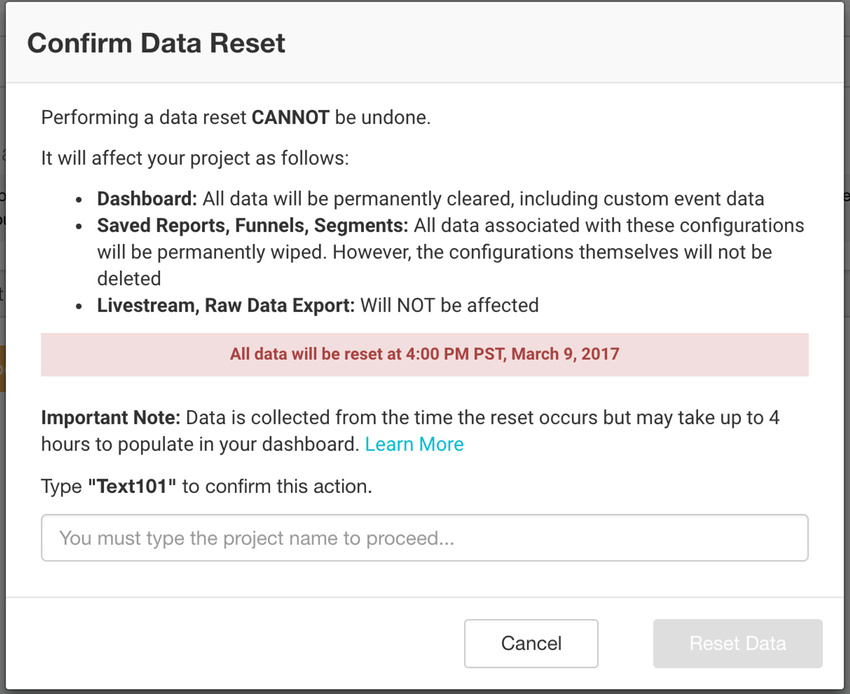 Confirm Data Reset
Performing a data reset CANNOT be undone.
It will affect your project as follows:
• Dashboard: All data will be permanently cleared, including custom event data
• Saved Reports, Funnels, Segments: All data associated with these configurations
will be permanently wiped. However, the configurations themselves will not be
deleted
• Livestream, Raw Data Export: Will NOT be affected
All data will be reset at 4:00 PM PST, March 9, 2017
Important Note: Data is collected from the time the reset occurs but may take up to 4
hours to populate in your dashboard. Learn More
Type "Text101" to confirm this action.
You must type the project name to proceed...
Cancel
Reset Data